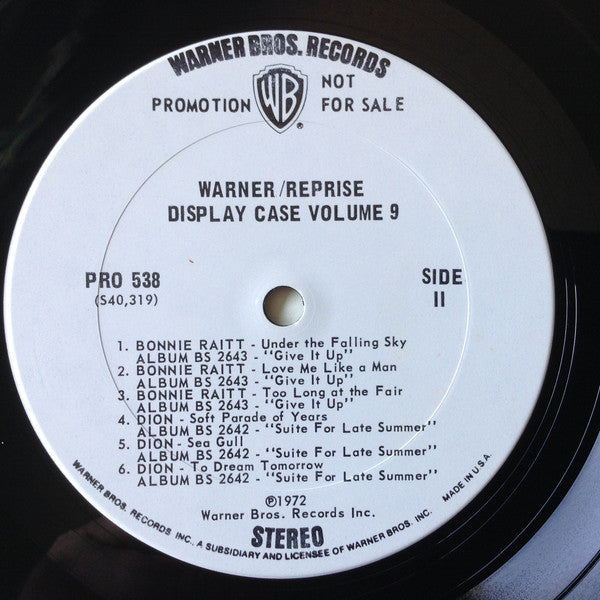 WARNER BROS. RECORDS
PROMOTION
WB
®
NOT
FOR SALE
WARNER/REPRISE
DISPLAY CASE VOLUME 9
PRO 538
(S40,319)
SIDE
II
1. BONNIE RAITT - Under the Falling Sky
ALBUM BS 2643 - "Give It Up"
2. BONNIE RAITT - Love Me Like a Man
ALBUM BS 2643 - "Give It Up"
3. BONNIE RAITT - Too Long at the Fair
ALBUM BS 2643 - "Give It Up"
4. DION - Soft Parade of Years
ALBUM BS 2642 - "Suite For Late Summer"
5. DION - Sea Gull
ALBUM BS 2642 - "Suite For Late Summer"
6. DION - To Dream Tomorrow
ALBUM BS 2642 - "Suite For Late Summer"
℗1972
Warner Bros. Records Inc.
STEREO
WARNER BROS. RECORDS INC., A SUBSIDIARY AND LICENSEE OF WARNER BROS. INC. MADE IN U.S.A.